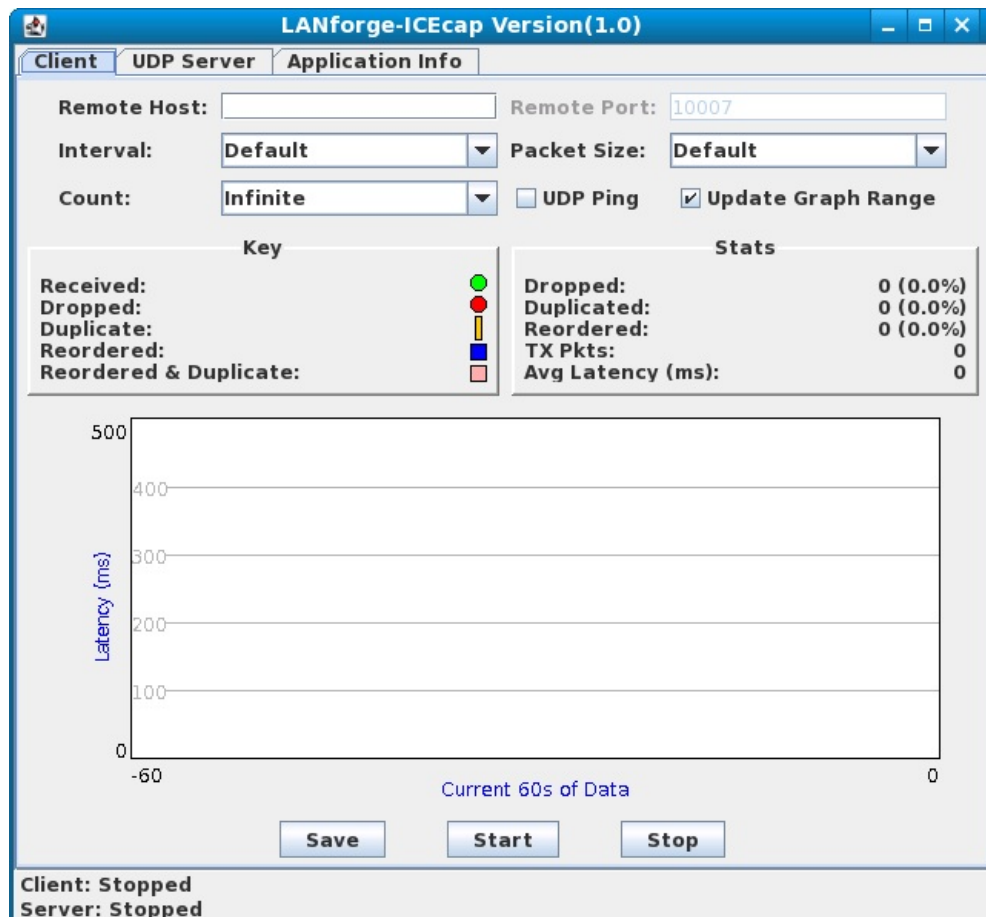 LANforge-ICEcap Version(1.0)
Client UDP Server Application Info
Remote Host: Remote Port: 10007
Interval: Default Packet Size: Default
Count: Infinite UDP Ping Update Graph Range
Key
Received:
Dropped:
Duplicate:
Reordered:
Reordered & Duplicate:
Stats
Dropped: 0 (0.0%)
Duplicated: 0 (0.0%)
Reordered: 0 (0.0%)
TX Pkts: 0
Avg Latency (ms): 0
500
400
300
200
100
0
Latency (ms)
-60 0
Current 60s of Data
Save Start Stop
Client: Stopped
Server: Stopped